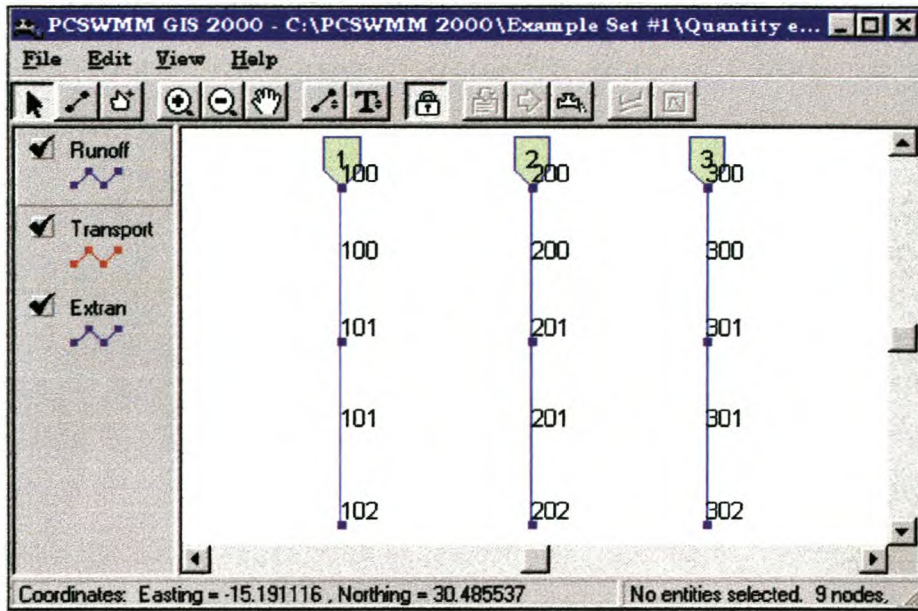 PCSWMM GIS 2000 - C:\PCSWMM 2000\Example Set #1\Quantity e...
File Edit View Help
T
Runoff
Transport
Extran
1 2 3
100 200 300
100 200 300
101 201 301
101 201 301
102 202 302
Coordinates: Easting = -15.191116 , Northing = 30.485537 No entities selected. 9 nodes,